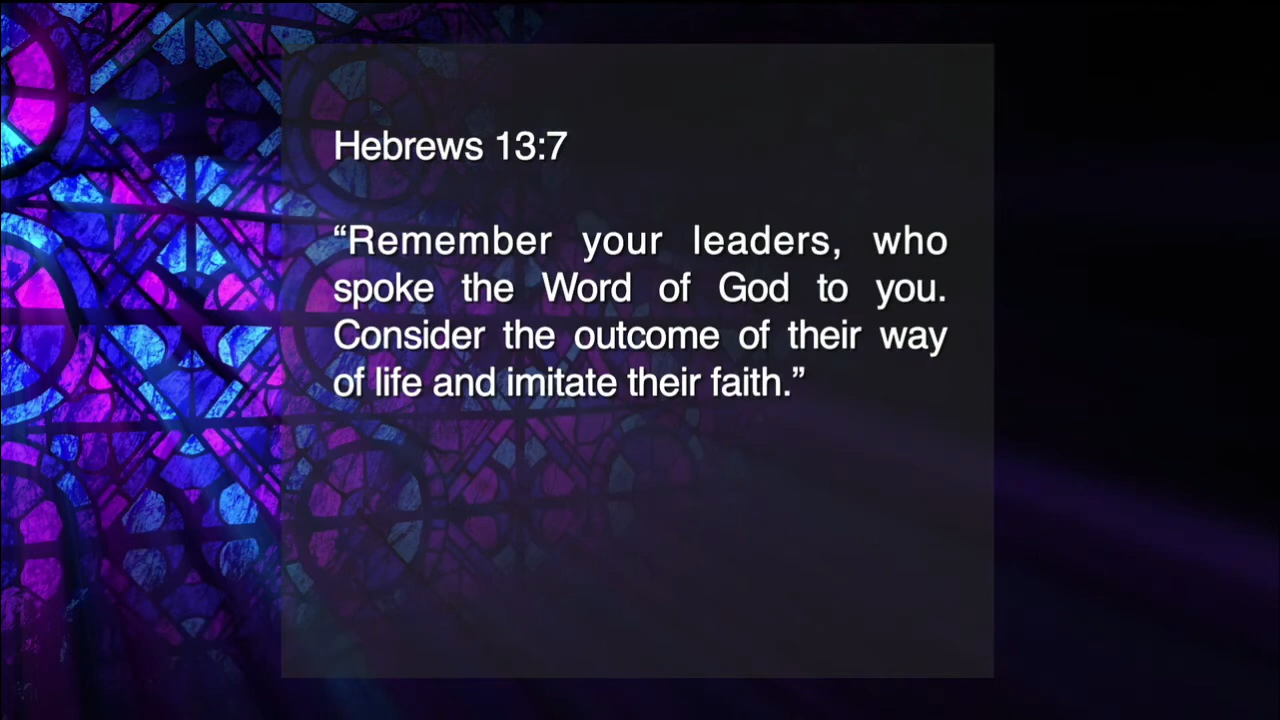 Hebrews 13:7
“Remember your leaders, who
spoke the Word of God to you.
Consider the outcome of their way
of life and imitate their faith.”